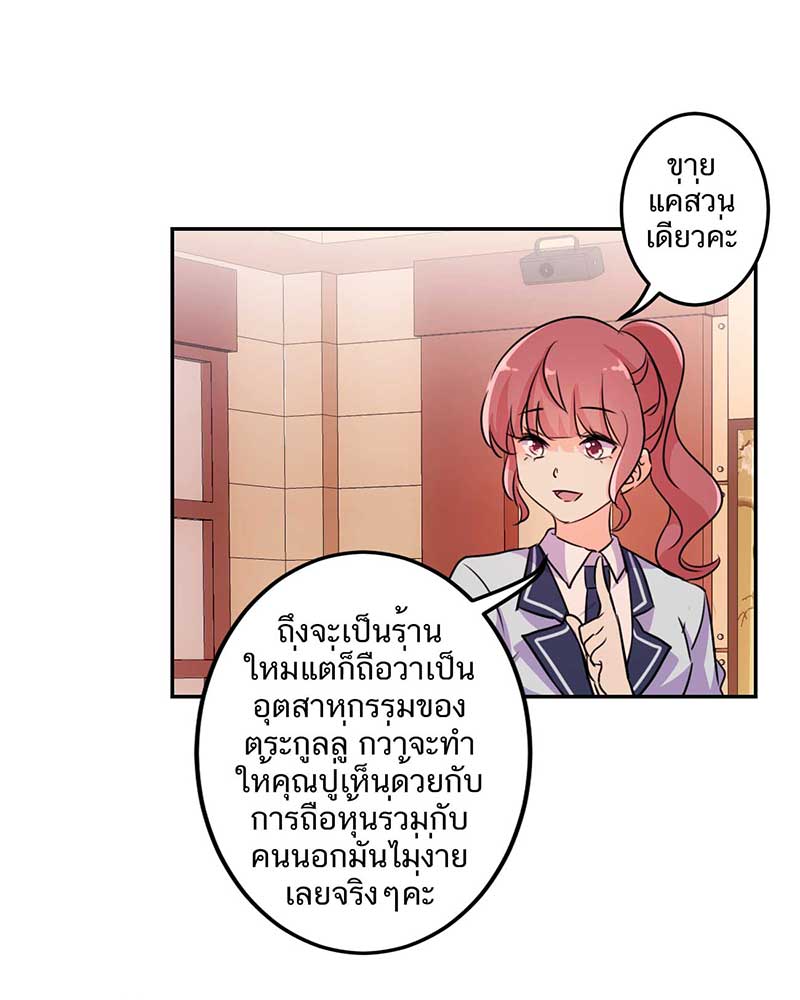 ขาย
แค่ส่วน
เดียวค่ะ
ถึงจะเป็นร้าน
ใหม่แต่ก็ถือว่าเป็น
อุตสาหกรรมของ
ตระกูลลู่ กว่าจะทำ
ให้คุณปู่เห็นด้วยกับ
การถือหุ้นร่วมกับ
คนนอกมันไม่ง่าย
เลยจริงๆค่ะ